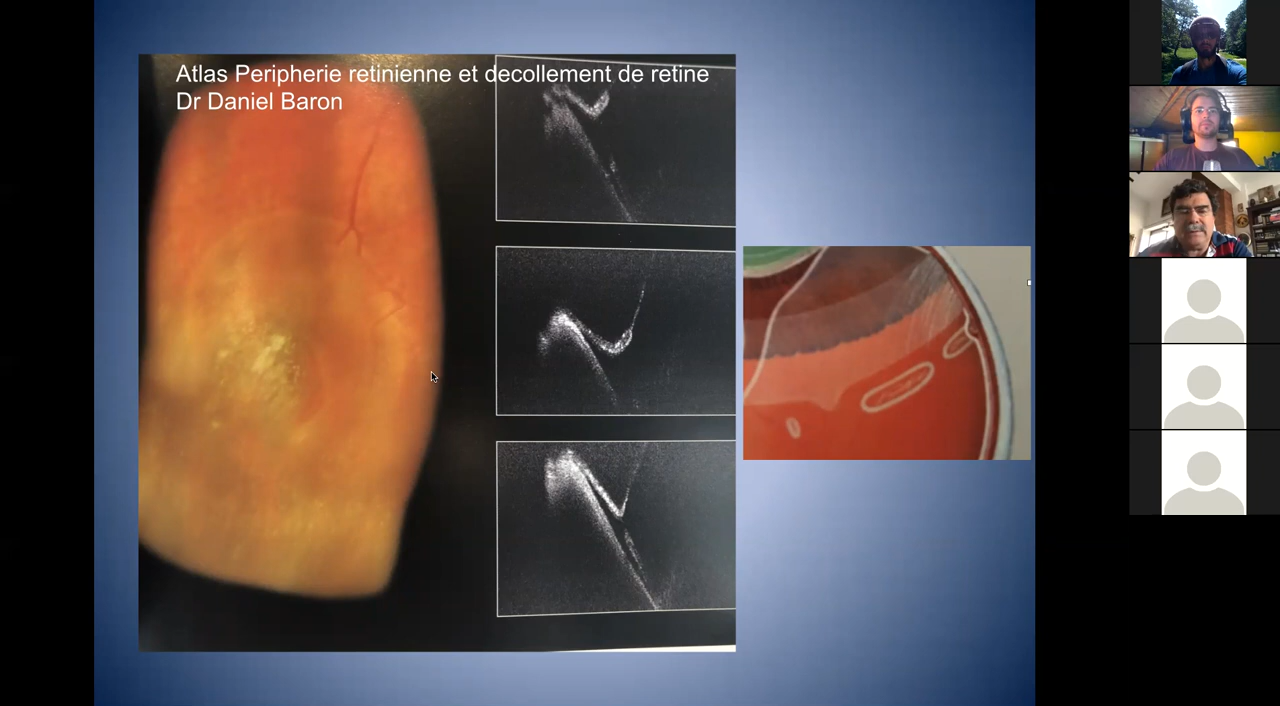 Atlas Peripherie retinienne et decollement de retine
Dr Daniel Baron